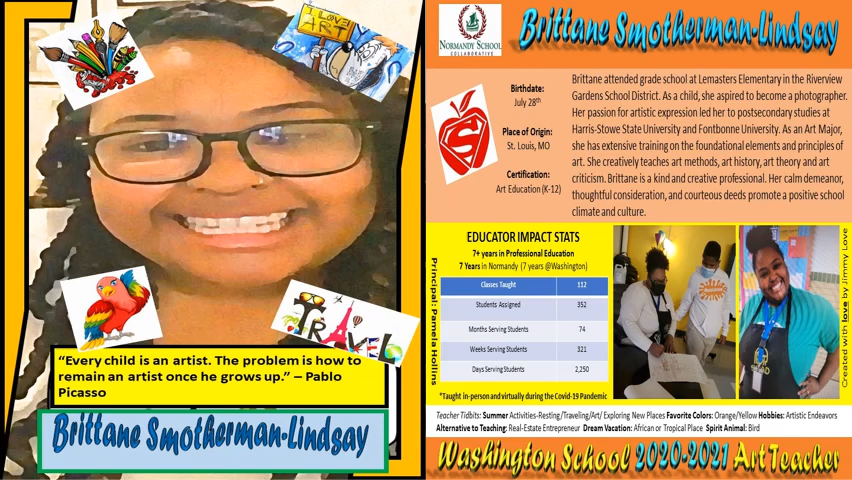 I LOVE
ART
TRAVEL
“Every child is an artist. The problem is how to
remain an artist once he grows up.” – Pablo
Picasso
Brittane Smotherman-Lindsay
NORMANDY SCHOOL
COLLABORATIVE
Brittane Smotherman-Lindsay
Birthdate:
July 28th
Place of Origin:
St. Louis, MO
Certification:
Art Education (K-12)
S
Brittane attended grade school at Lemasters Elementary in the Riverview
Gardens School District. As a child, she aspired to become a photographer.
Her passion for artistic expression led her to postsecondary studies at
Harris-Stowe State University and Fontbonne University. As an Art Major,
she has extensive training on the foundational elements and principles of
art. She creatively teaches art methods, art history, art theory and art
criticism. Brittane is a kind and creative professional. Her calm demeanor,
thoughtful consideration, and courteous deeds promote a positive school
climate and culture.
Principal: Pamela Hollins
EDUCATOR IMPACT STATS
7+ years in Professional Education
7 Years in Normandy (7 years @Washington)
Classes Taught 112
Students Assigned 352
Months Serving Students 74
Weeks Serving Students 321
Days Serving Students 2,250
*Taught in-person and virtually during the Covid-19 Pandemic
Created with love by Jimmy Love
Teacher Tidbits: Summer Activities-Resting/Traveling/Art/ Exploring New Places Favorite Colors: Orange/Yellow Hobbies: Artistic Endeavors
Alternative to Teaching: Real-Estate Entrepreneur Dream Vacation: African or Tropical Place Spirit Animal: Bird
Washington School 2020-2021 Art Teacher